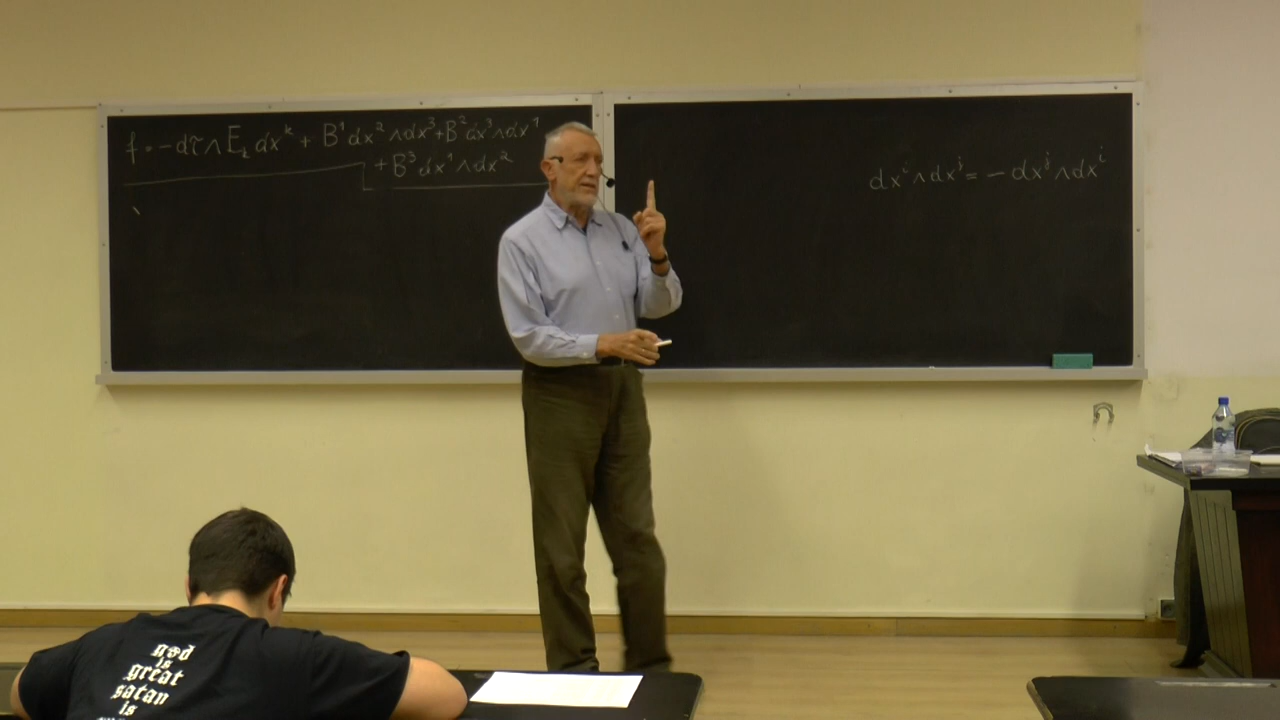 f = -dτ∧E_k dx^k + B^1 dx^2∧dx^3 + B^2 dx^3∧dx^1
+ B^3 dx^1∧dx^2
dx^i∧dx^j = - dx^j∧dx^i
god
is
great
satan
is